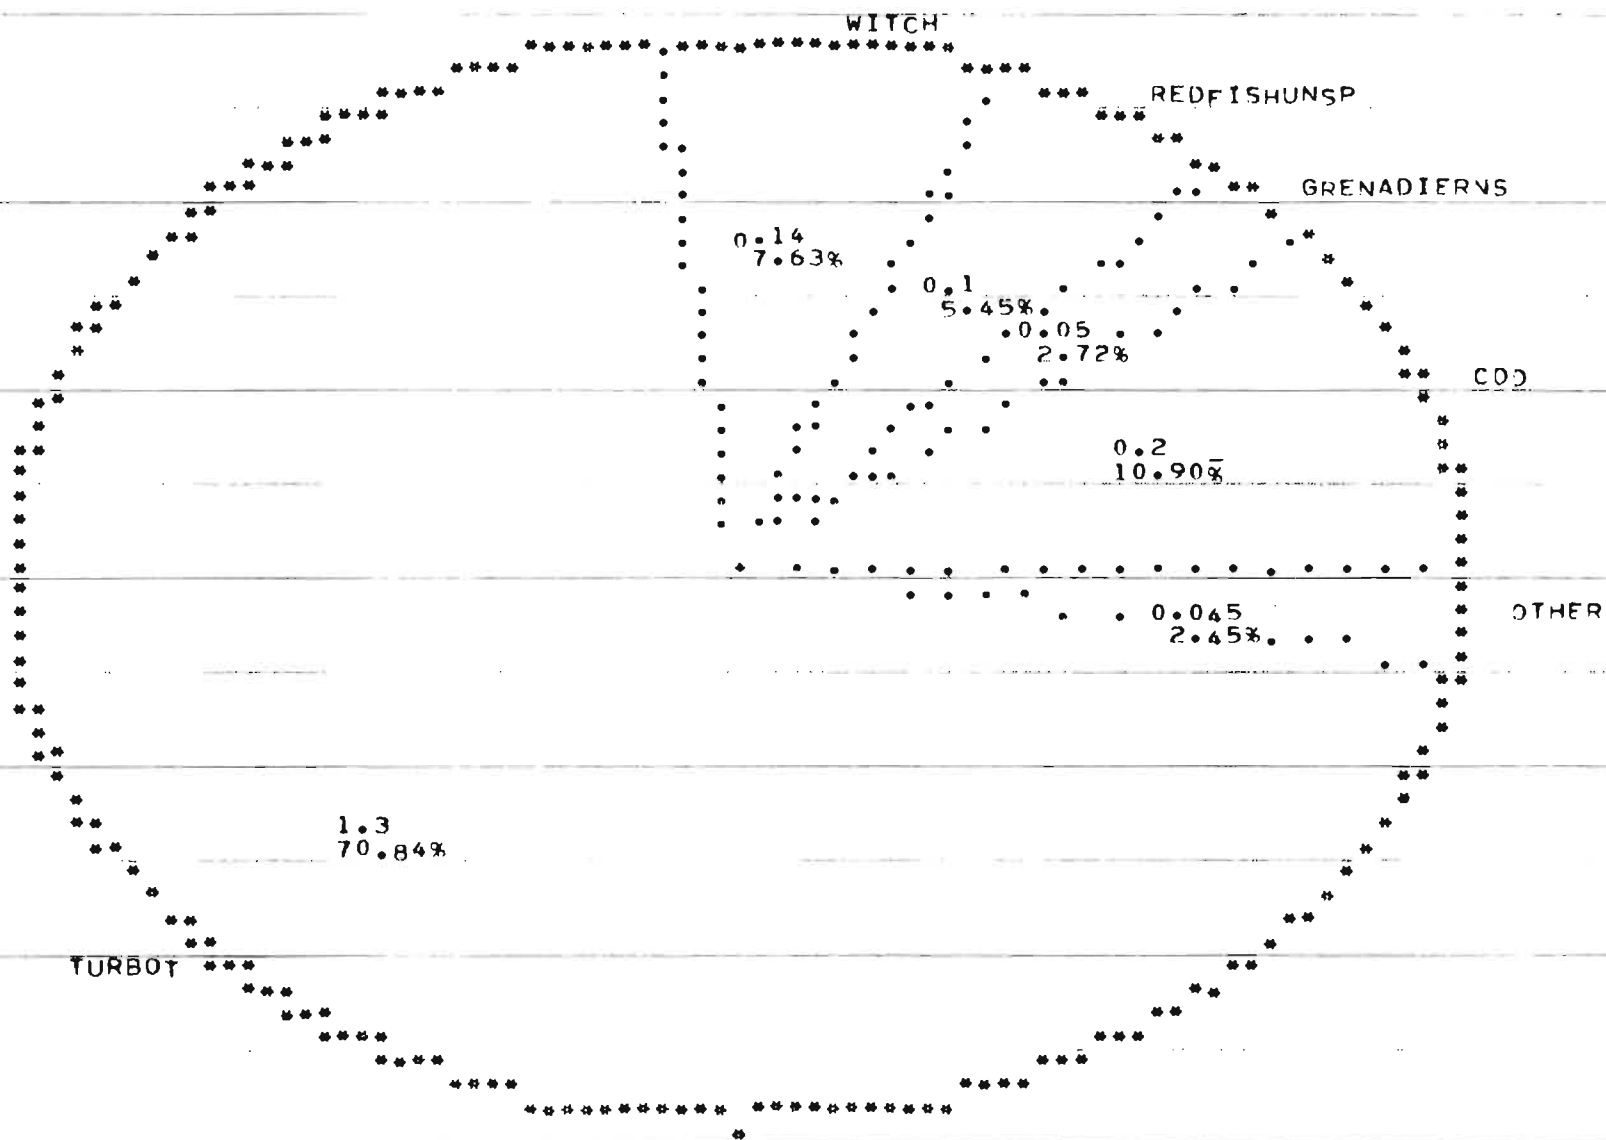 WITCH
REDFISHUNSP
GRENADIERNS
0.14
7.63%
0.1
5.45%
0.05
2.72%
COD
0.2
10.90%
0.045
2.45%
OTHER
1.3
70.84%
TURBOT